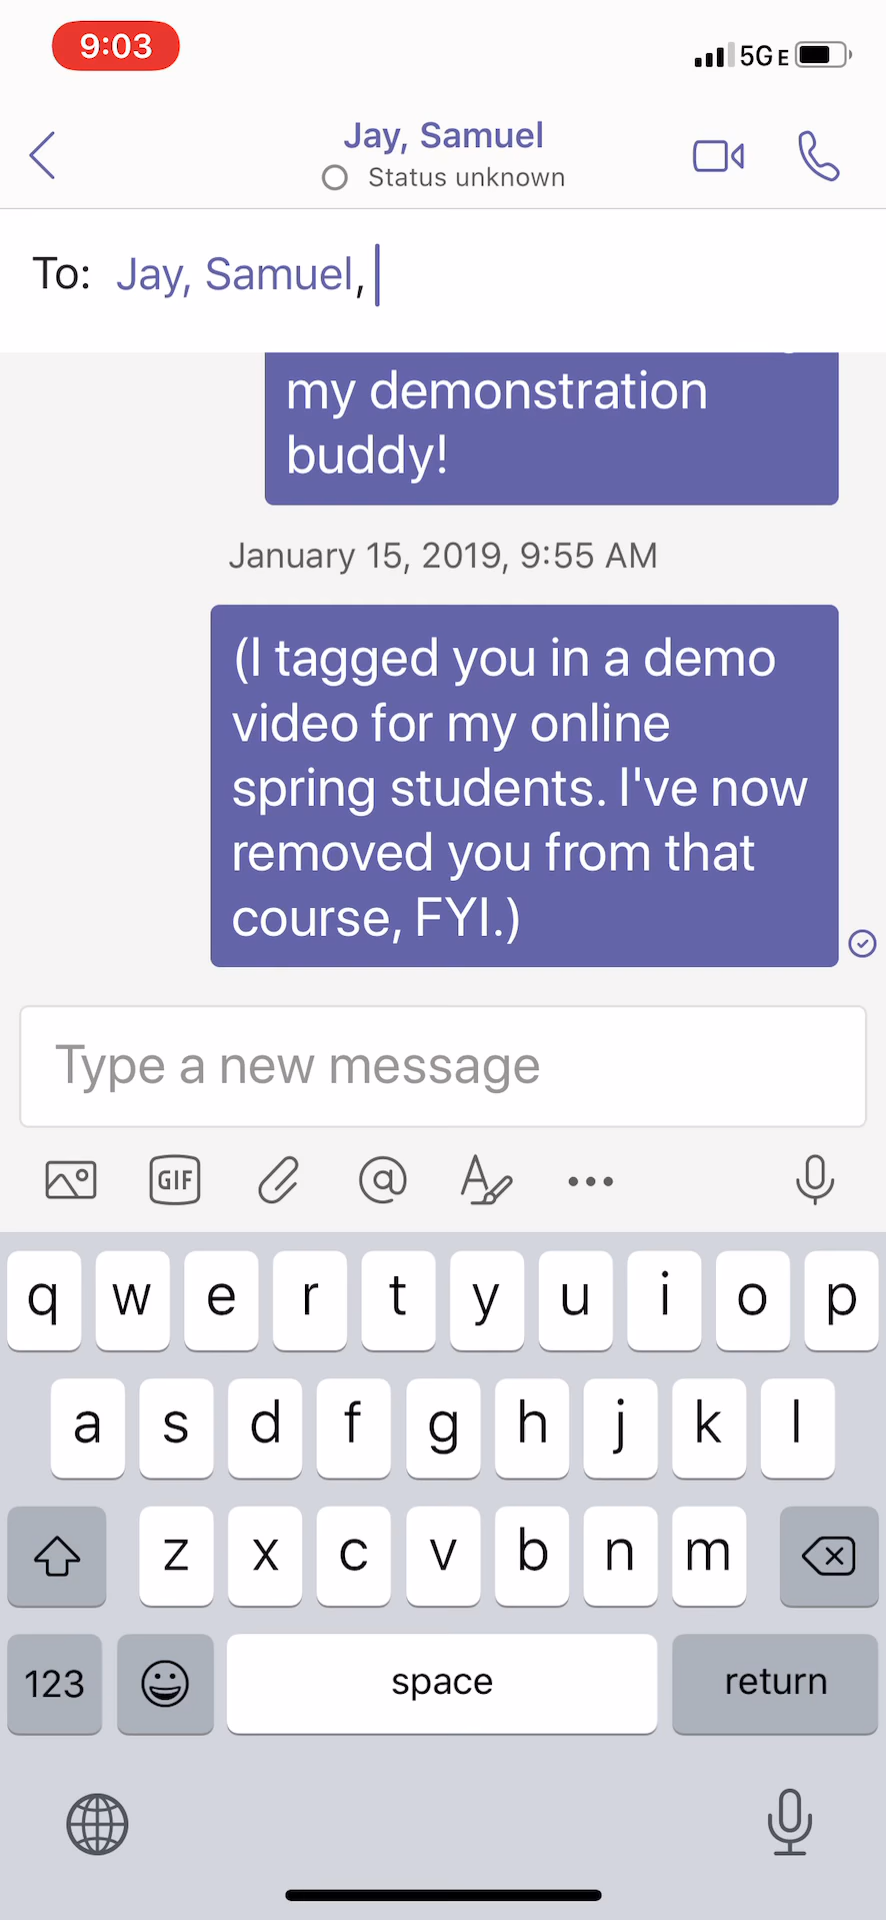 9:03
5GE
Jay, Samuel
Status unknown
To: Jay, Samuel,
my demonstration
buddy!
January 15, 2019, 9:55 AM
(I tagged you in a demo
video for my online
spring students. I've now
removed you from that
course, FYI.)
Type a new message
GIF
q w e r t y u i o p
a s d f g h j k l
z x c v b n m
123 space return